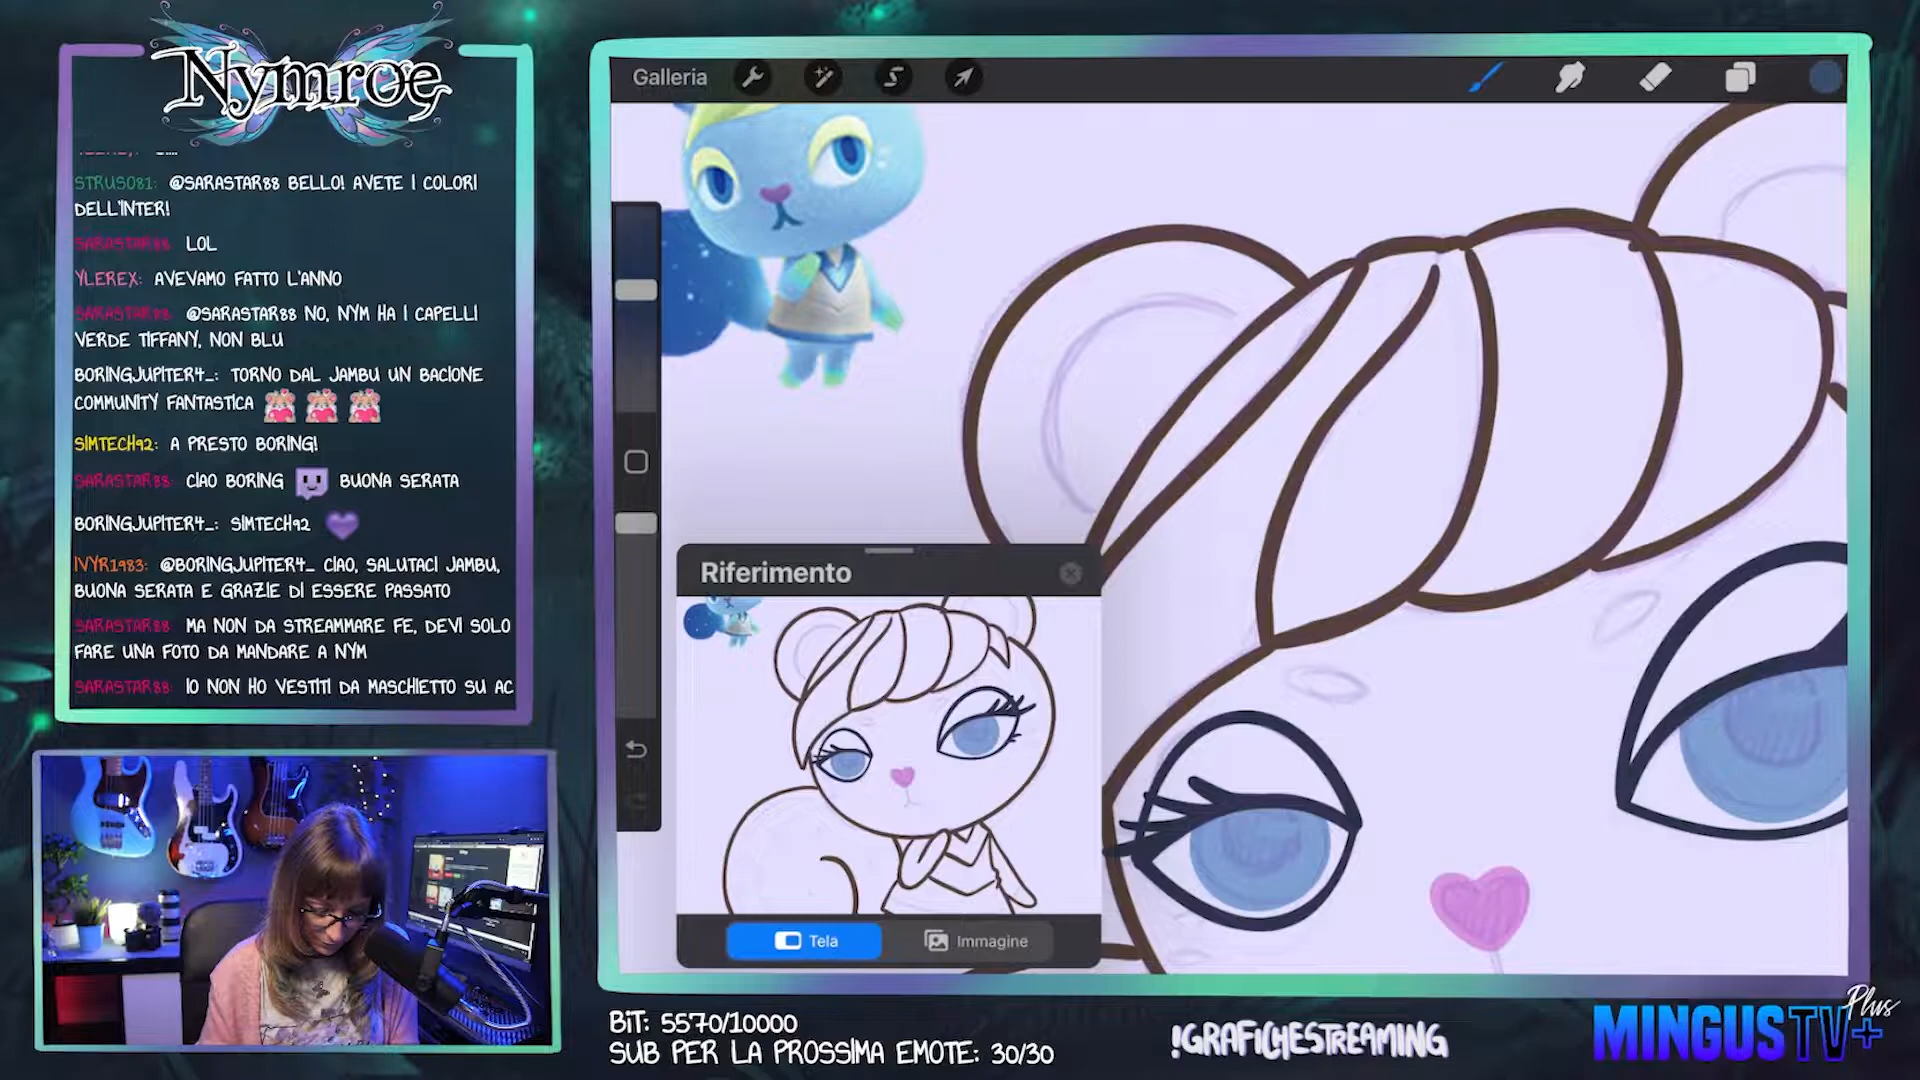 Nymroe
STRUSO81: @SARASTAR88 BELLO! AVETE I COLORI
DELL'INTER!
SARASTAR88: LOL
YLEREX: AVEVAMO FATTO L'ANNO
SARASTAR88: @SARASTAR88 NO, NYM HA I CAPELLI
VERDE TIFFANY, NON BLU
BORINGJUPITER4_: TORNO DAL JAMBU UN BACIONE
COMMUNITY FANTASTICA
SIMTECH92: A PRESTO BORING!
SARASTAR88: CIAO BORING BUONA SERATA
BORINGJUPITER4_: SIMTECH92
IVYR1983: @BORINGJUPITER4_ CIAO, SALUTACI JAMBU,
BUONA SERATA E GRAZIE DI ESSERE PASSATO
SARASTAR88: MA NON DA STREAMMARE FE, DEVI SOLO
FARE UNA FOTO DA MANDARE A NYM
SARASTAR88: IO NON HO VESTITI DA MASCHIETTO SU AC
Galleria
Riferimento
Tela
Immagine
BIT: 5570/10000
SUB PER LA PROSSIMA EMOTE: 30/30
!GRAFICHESTREAMING
MINGUSTV+
Plus